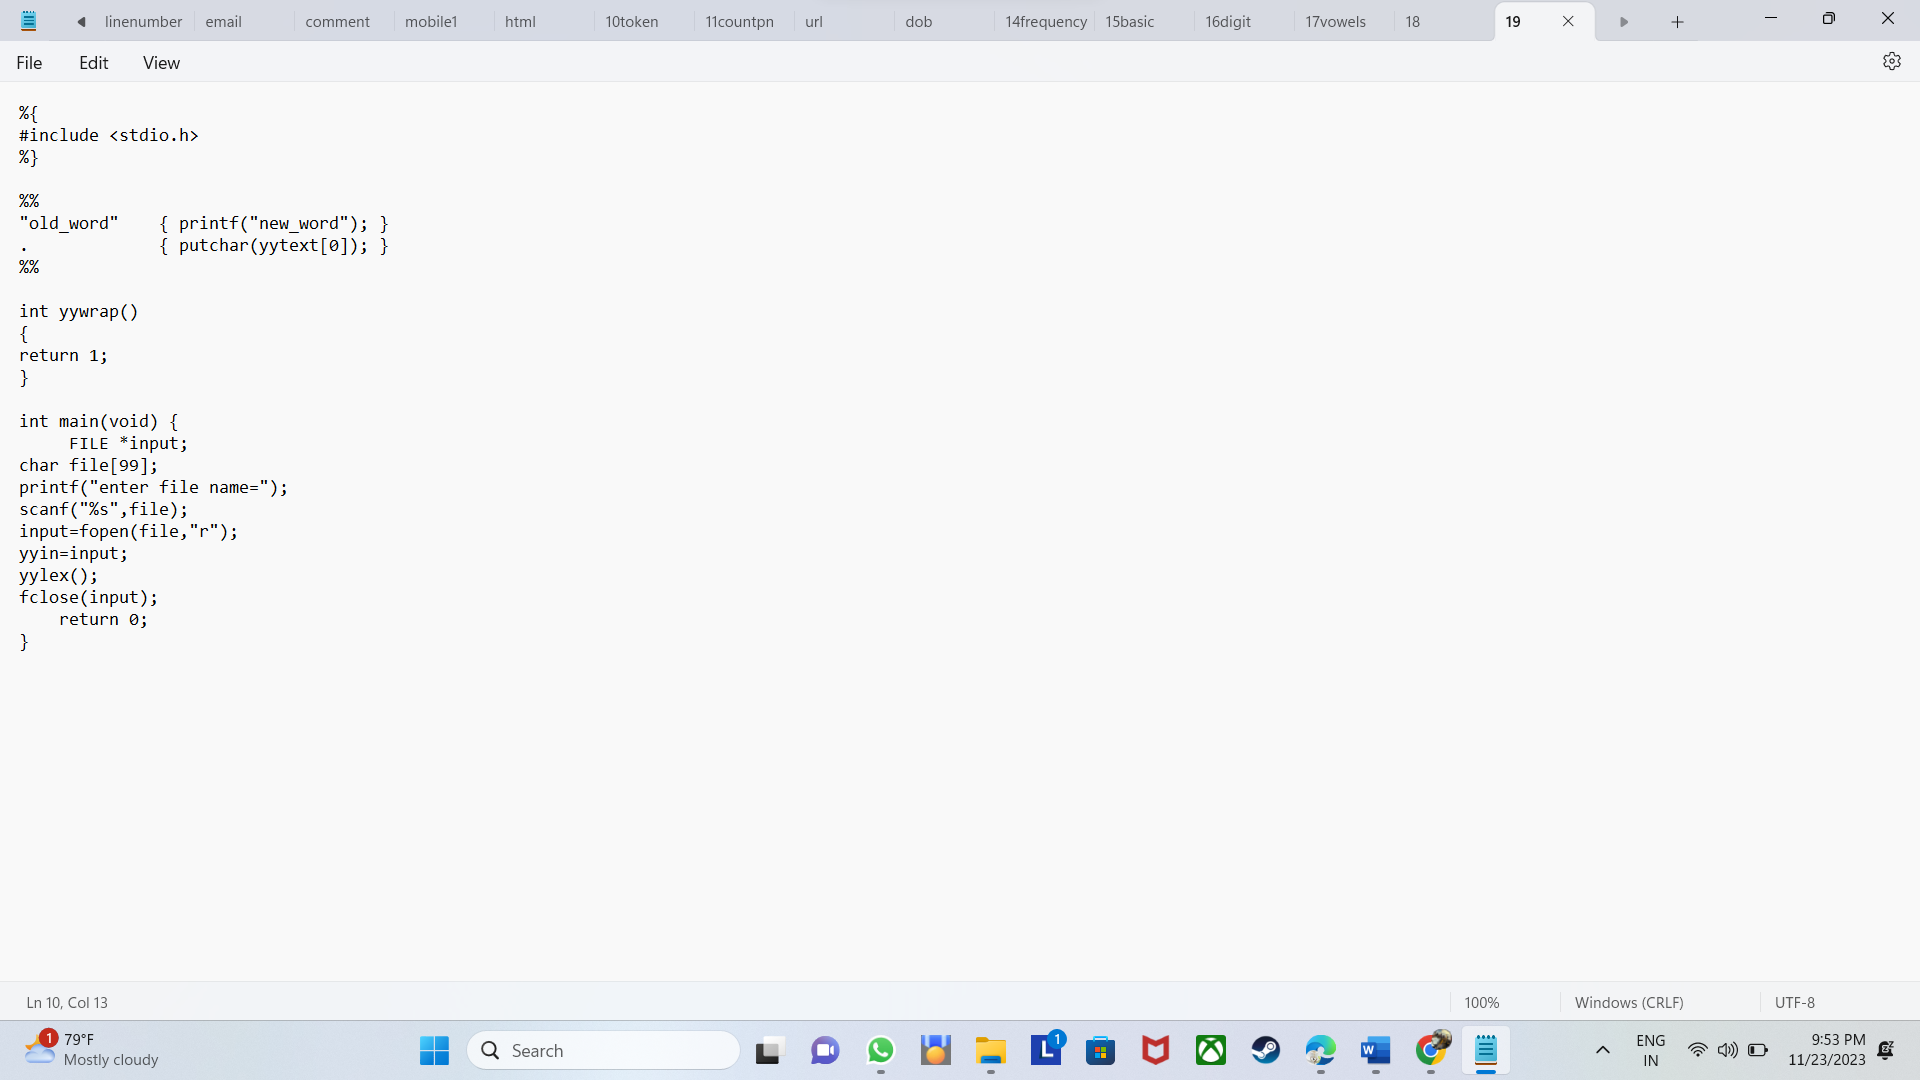 linenumber email comment mobile1 html 10token 11countpn url dob 14frequency 15basic 16digit 17vowels 18 19
File Edit View
%{
#include <stdio.h>
%}
%%
"old_word"    { printf("new_word"); }
.             { putchar(yytext[0]); }
%%
int yywrap()
{
return 1;
}
int main(void) {
     FILE *input;
char file[99];
printf("enter file name=");
scanf("%s",file);
input=fopen(file,"r");
yyin=input;
yylex();
fclose(input);
    return 0;
}
Ln 10, Col 13 100% Windows (CRLF) UTF-8
1 79°F
Mostly cloudy
Search
L 1
W
ENG
IN
9:53 PM
11/23/2023